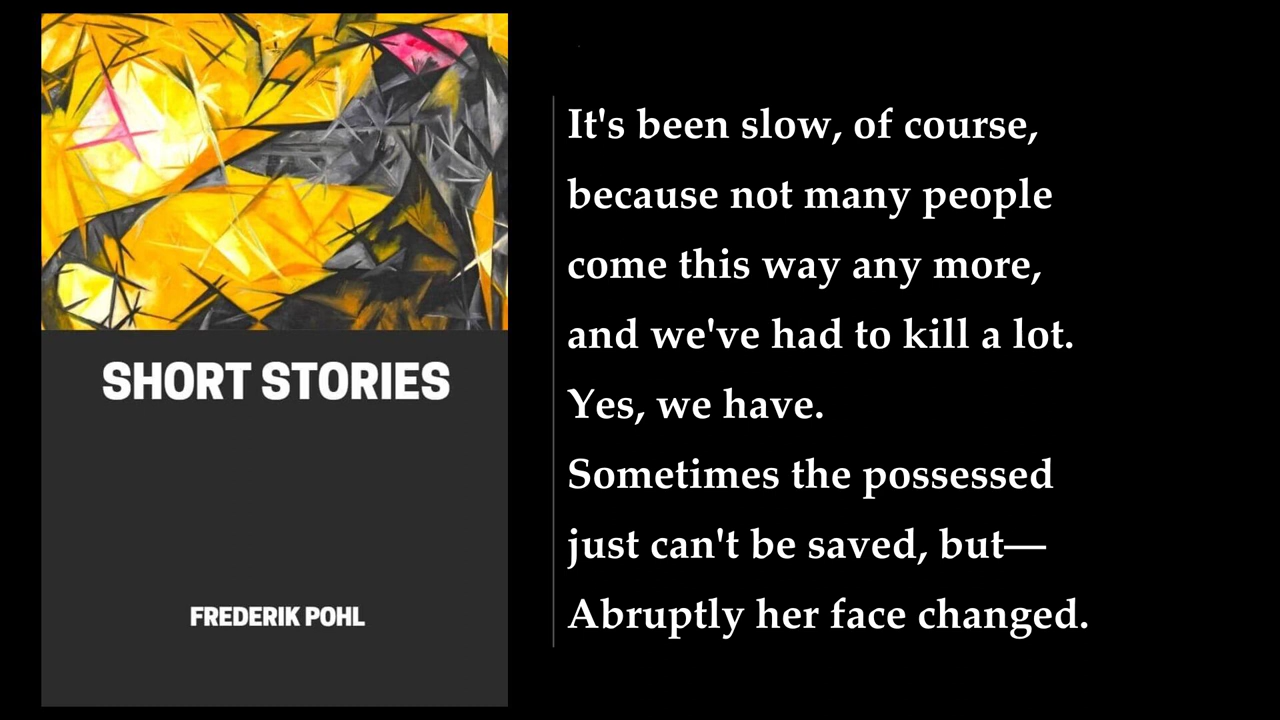 SHORT STORIES
FREDERIK POHL
It's been slow, of course,
because not many people
come this way any more,
and we've had to kill a lot.
Yes, we have.
Sometimes the possessed
just can't be saved, but—
Abruptly her face changed.